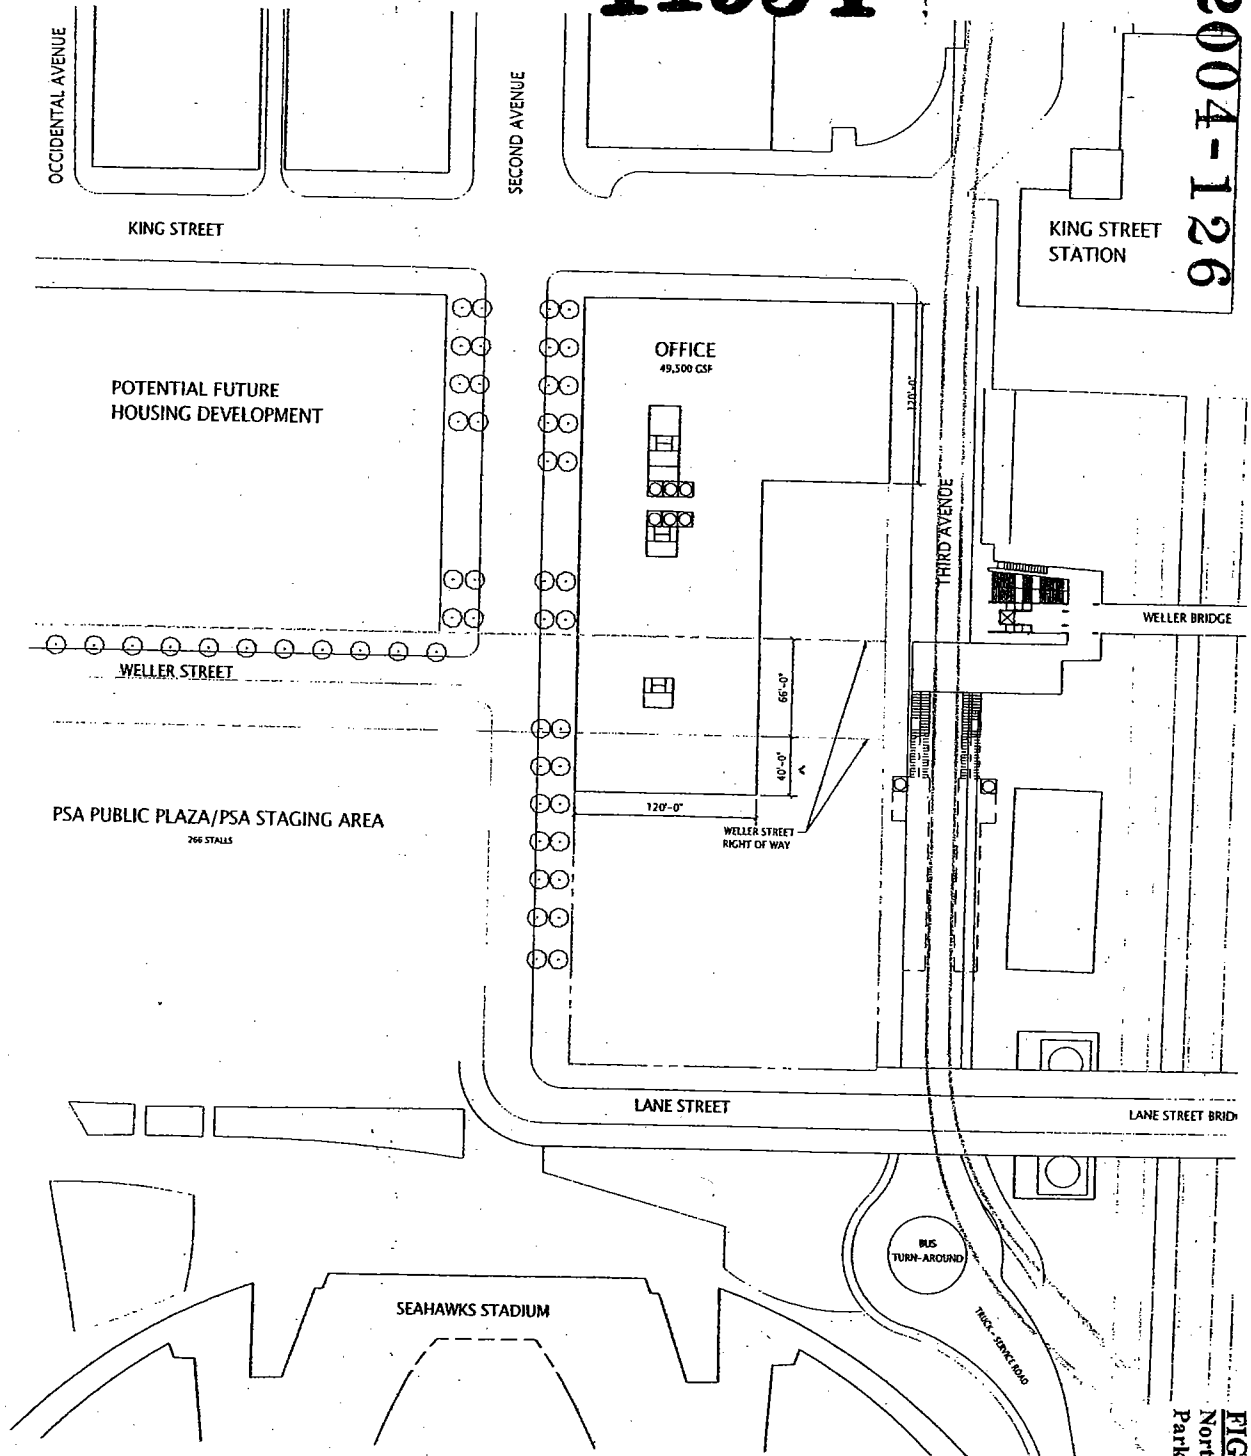 2004-126
OCCIDENTAL AVENUE
SECOND AVENUE
KING STREET
KING STREET
STATION
OFFICE
49,500 GSF
120'-0"
POTENTIAL FUTURE
HOUSING DEVELOPMENT
THIRD AVENUE
WELLER BRIDGE
WELLER STREET
66'-0"
40'-0"
120'-0"
WELLER STREET
RIGHT OF WAY
PSA PUBLIC PLAZA/PSA STAGING AREA
266 STALLS
LANE STREET
LANE STREET BRID
BUS
TURN-AROUND
SEAHAWKS STADIUM
TRUCK - SERVICE ROAD
FIG
Nort
Park